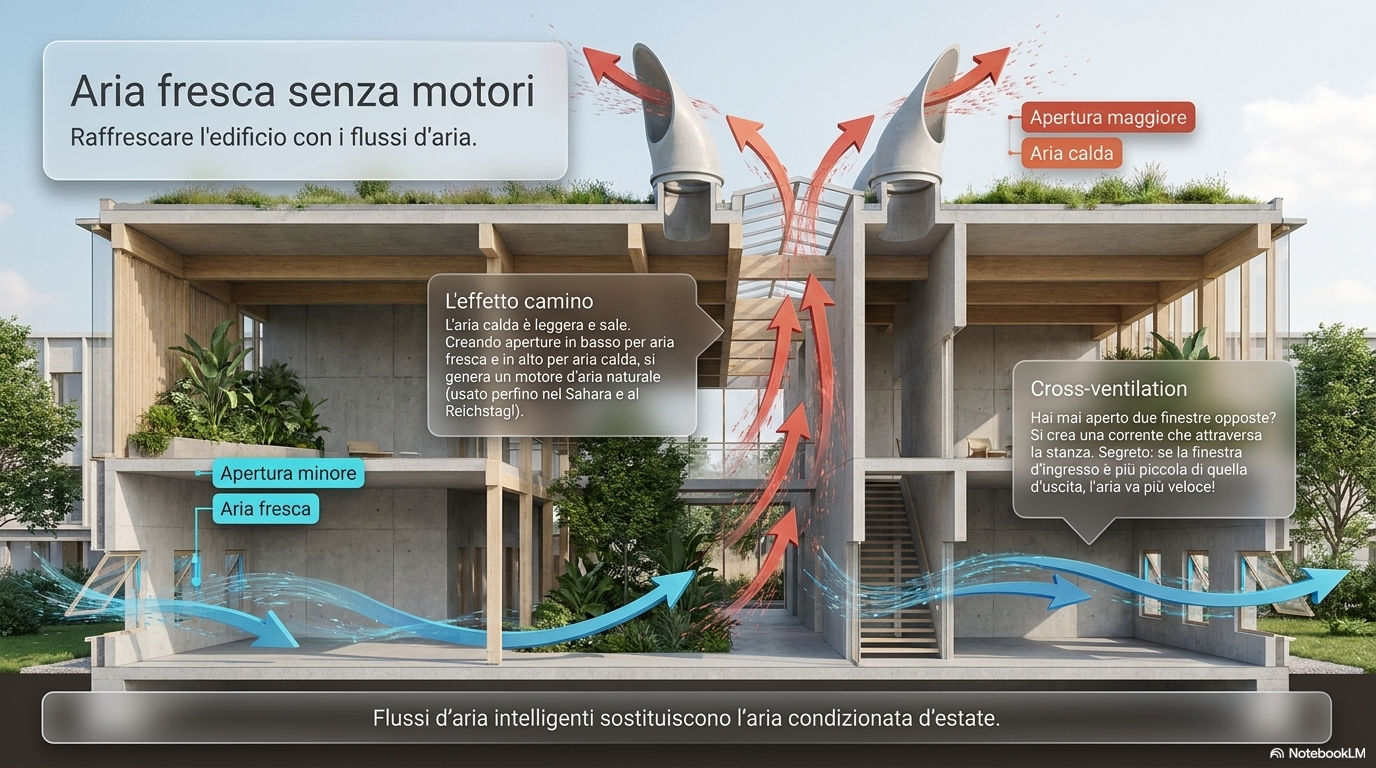 Aria fresca senza motori
Raffrescare l'edificio con i flussi d'aria.
Apertura maggiore
Aria calda
L'effetto camino
L'aria calda è leggera e sale.
Creando aperture in basso per aria
fresca e in alto per aria calda, si
genera un motore d'aria naturale
(usato perfino nel Sahara e al
Reichstag!).
Cross-ventilation
Hai mai aperto due finestre opposte?
Si crea una corrente che attraversa
la stanza. Segreto: se la finestra
d'ingresso è più piccola di quella
d'uscita, l'aria va più veloce!
Apertura minore
Aria fresca
Flussi d'aria intelligenti sostituiscono l'aria condizionata d'estate.
NotebookLM